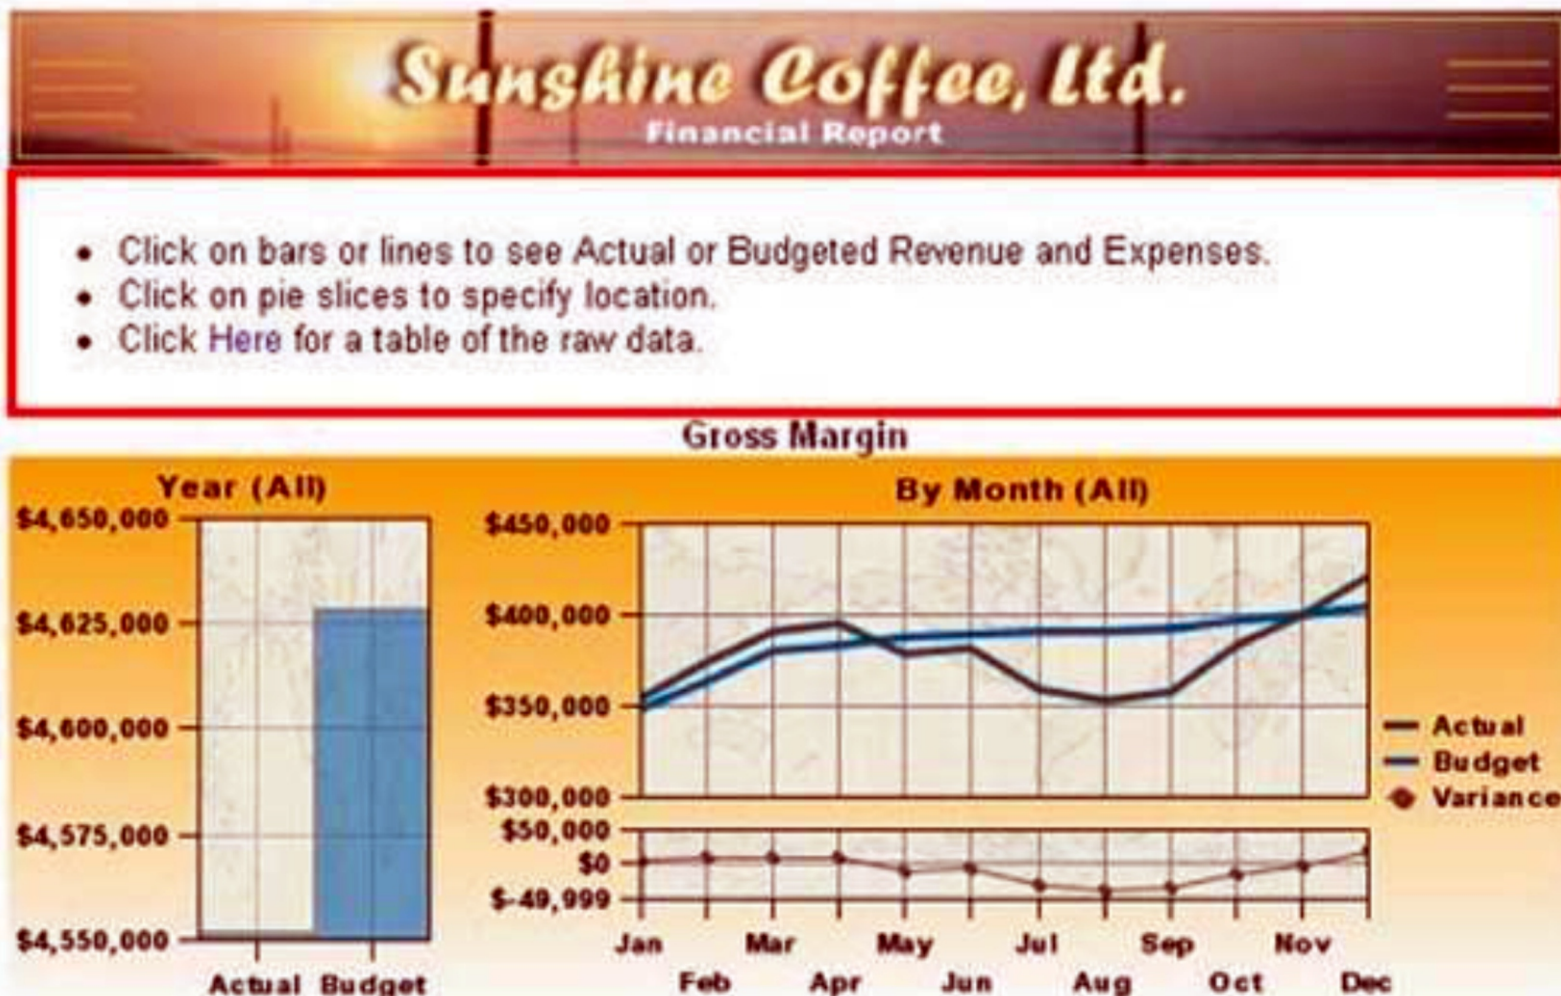 Sunshine Coffee, Ltd.
Financial Report
• Click on bars or lines to see Actual or Budgeted Revenue and Expenses.
• Click on pie slices to specify location.
• Click Here for a table of the raw data.
Gross Margin
Year (All)
$4,650,000
$4,625,000
$4,600,000
$4,575,000
$4,550,000
Actual Budget
By Month (All)
$450,000
$400,000
$350,000
$300,000
$50,000
$0
$-49,999
Jan Mar May Jul Sep Nov
Feb Apr Jun Aug Oct Dec
Actual
Budget
Variance